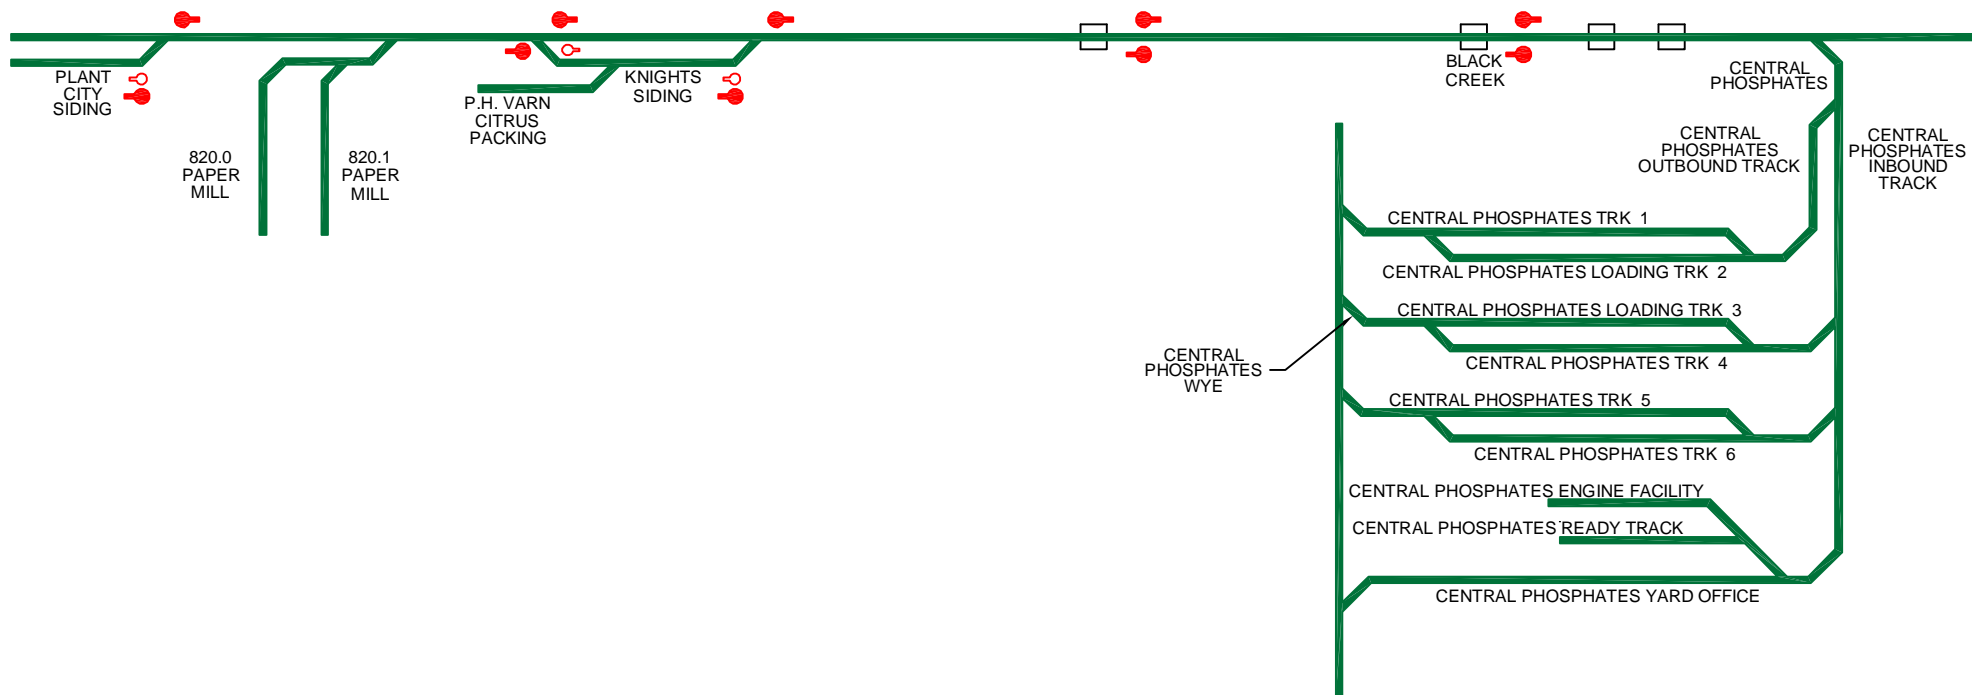 PLANT
CITY
SIDING
820.0
PAPER
MILL
820.1
PAPER
MILL
P.H. VARN
CITRUS
PACKING
KNIGHTS
SIDING
BLACK
CREEK
CENTRAL
PHOSPHATES
CENTRAL
PHOSPHATES
OUTBOUND TRACK
CENTRAL
PHOSPHATES
INBOUND
TRACK
CENTRAL PHOSPHATES TRK 1
CENTRAL PHOSPHATES LOADING TRK 2
CENTRAL PHOSPHATES LOADING TRK 3
CENTRAL PHOSPHATES TRK 4
CENTRAL
PHOSPHATES
WYE
CENTRAL PHOSPHATES TRK 5
CENTRAL PHOSPHATES TRK 6
CENTRAL PHOSPHATES ENGINE FACILITY
CENTRAL PHOSPHATES READY TRACK
CENTRAL PHOSPHATES YARD OFFICE